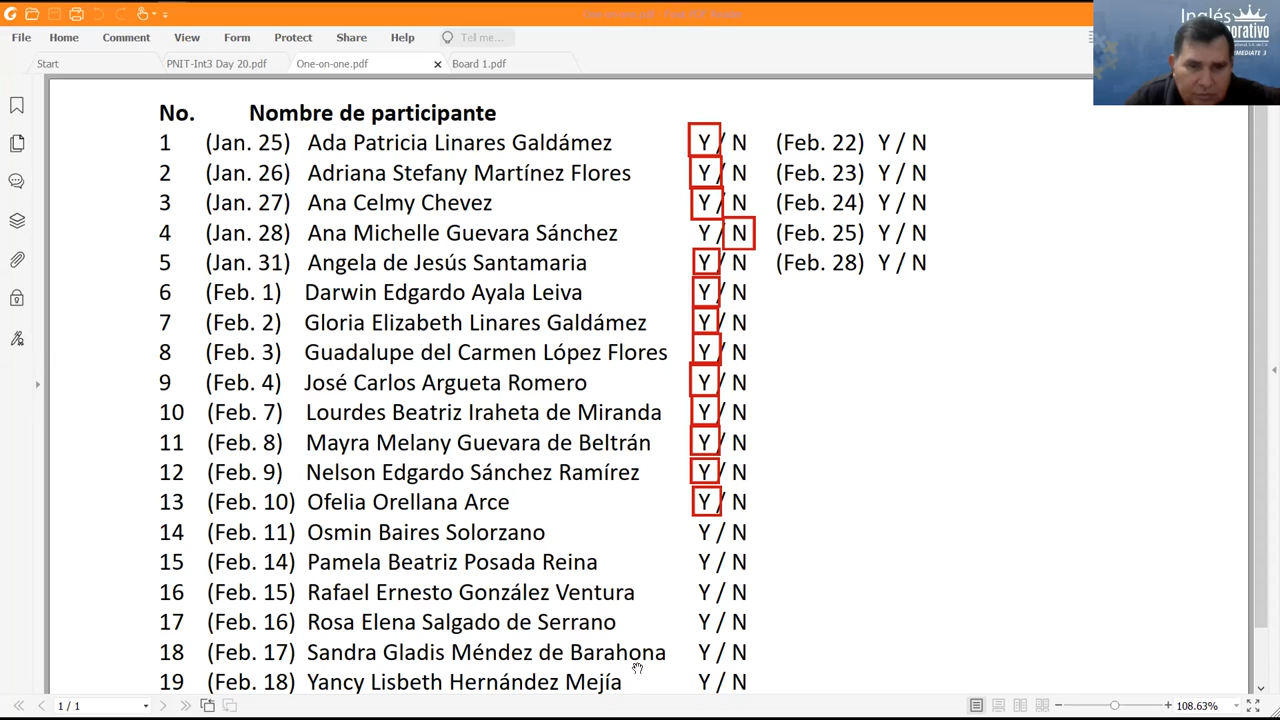 File Home Comment View Form Protect Share Help Tell me...
Start PNIT-Int3 Day 20.pdf One-on-one.pdf Board 1.pdf
Inglés
MEDIATE 3
No. Nombre de participante
1 (Jan. 25) Ada Patricia Linares Galdámez Y / N (Feb. 22) Y / N
2 (Jan. 26) Adriana Stefany Martínez Flores Y / N (Feb. 23) Y / N
3 (Jan. 27) Ana Celmy Chevez Y / N (Feb. 24) Y / N
4 (Jan. 28) Ana Michelle Guevara Sánchez Y / N (Feb. 25) Y / N
5 (Jan. 31) Angela de Jesús Santamaria Y / N (Feb. 28) Y / N
6 (Feb. 1) Darwin Edgardo Ayala Leiva Y / N
7 (Feb. 2) Gloria Elizabeth Linares Galdámez Y / N
8 (Feb. 3) Guadalupe del Carmen López Flores Y / N
9 (Feb. 4) José Carlos Argueta Romero Y / N
10 (Feb. 7) Lourdes Beatriz Iraheta de Miranda Y / N
11 (Feb. 8) Mayra Melany Guevara de Beltrán Y / N
12 (Feb. 9) Nelson Edgardo Sánchez Ramírez Y / N
13 (Feb. 10) Ofelia Orellana Arce Y / N
14 (Feb. 11) Osmin Baires Solorzano Y / N
15 (Feb. 14) Pamela Beatriz Posada Reina Y / N
16 (Feb. 15) Rafael Ernesto González Ventura Y / N
17 (Feb. 16) Rosa Elena Salgado de Serrano Y / N
18 (Feb. 17) Sandra Gladis Méndez de Barahona Y / N
19 (Feb. 18) Yancy Lisbeth Hernández Mejía Y / N
1 / 1 108.63%